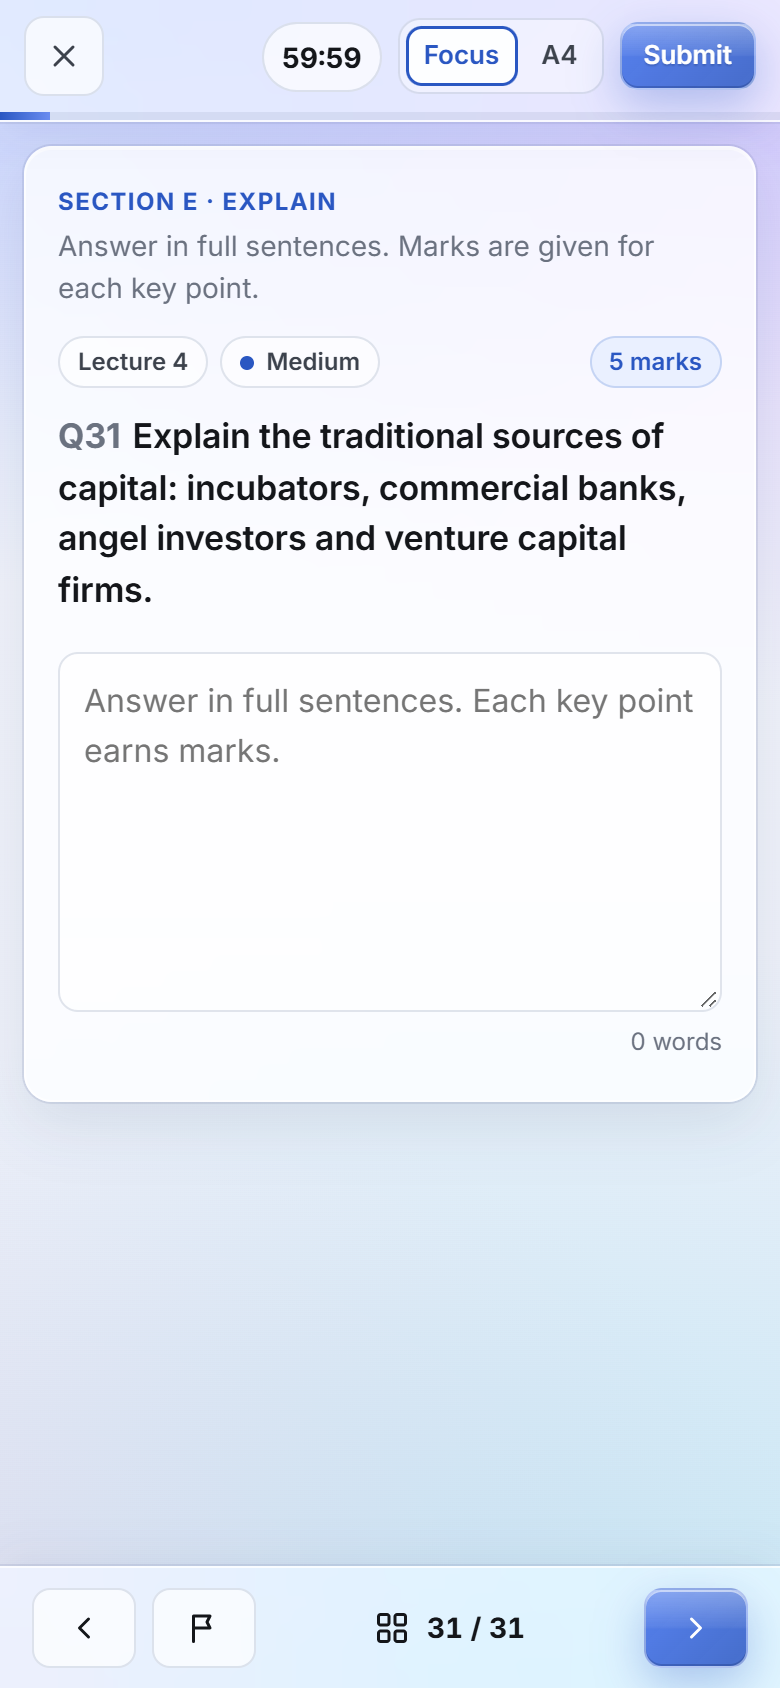 59:59
Focus
A4
Submit
SECTION E · EXPLAIN
Answer in full sentences. Marks are given for
each key point.
Lecture 4
Medium
5 marks
Q31 Explain the traditional sources of
capital: incubators, commercial banks,
angel investors and venture capital
firms.
Answer in full sentences. Each key point
earns marks.
0 words
31 / 31